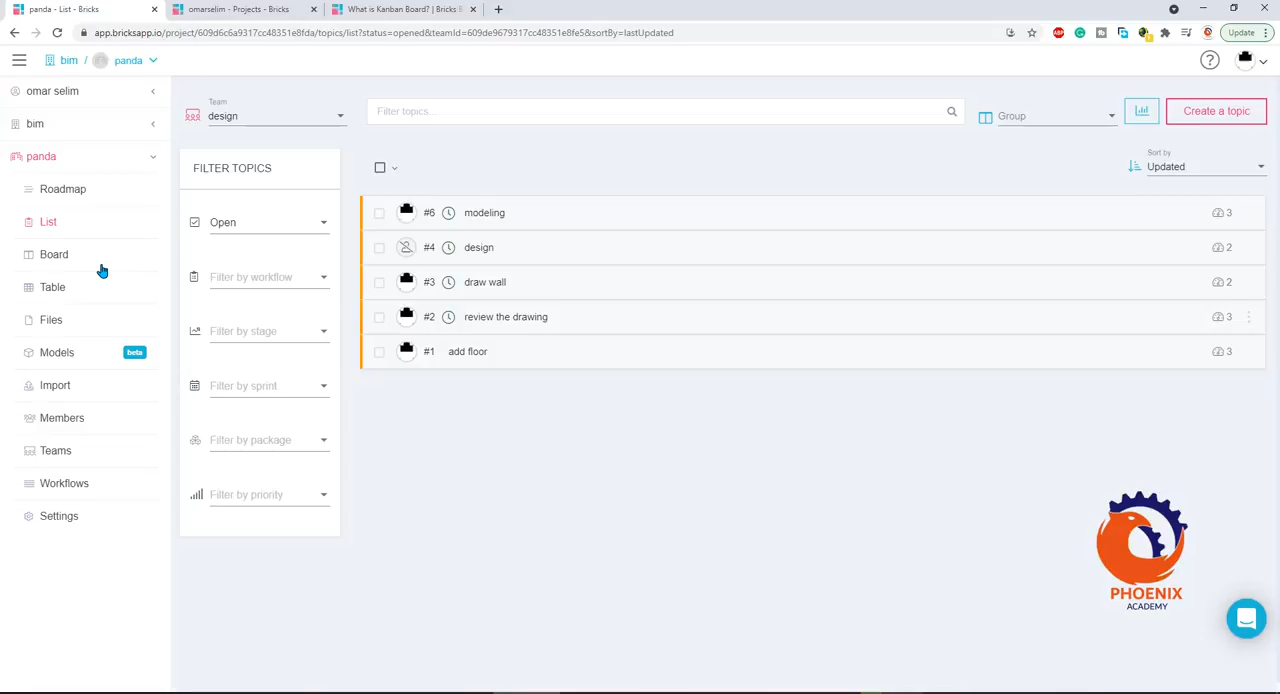 panda - List - Bricks
omarselim - Projects - Bricks
What is Kanban Board? | Bricks B
app.bricksapp.io/project/609d6c6a9317cc48351e8fda/topics/list?status=opened&teamId=609de9679317cc48351e8fe5&sortBy=lastUpdated
ABP
Update
bim / panda
?
omar selim
bim
panda
Roadmap
List
Board
Table
Files
Models beta
Import
Members
Teams
Workflows
Settings
Team
design
Filter topics...
Group
Create a topic
Sort by
Updated
FILTER TOPICS
Open
Filter by workflow
Filter by stage
Filter by sprint
Filter by package
Filter by priority
#6 modeling 3
#4 design 2
#3 draw wall 2
#2 review the drawing 3
#1 add floor 3
PHOENIX
ACADEMY